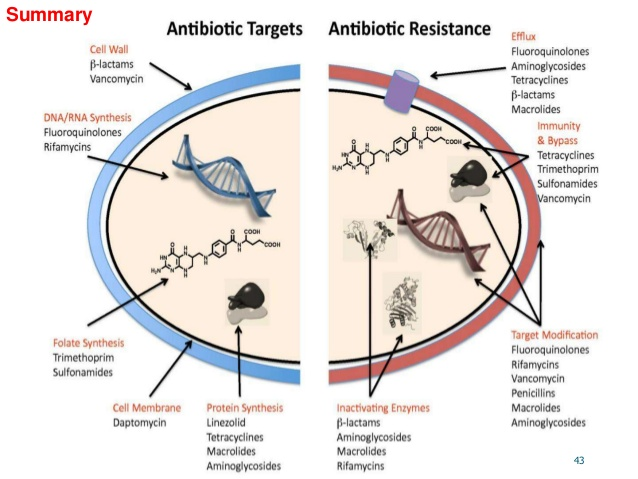 Summary
Antibiotic Targets
Antibiotic Resistance
Cell Wall
β-lactams
Vancomycin
DNA/RNA Synthesis
Fluoroquinolones
Rifamycins
Folate Synthesis
Trimethoprim
Sulfonamides
Cell Membrane
Daptomycin
Protein Synthesis
Linezolid
Tetracyclines
Macrolides
Aminoglycosides
Efflux
Fluoroquinolones
Aminoglycosides
Tetracyclines
β-lactams
Macrolides
Immunity
& Bypass
Tetracyclines
Trimethoprim
Sulfonamides
Vancomycin
Target Modification
Fluoroquinolones
Rifamycins
Vancomycin
Penicillins
Macrolides
Aminoglycosides
Inactivating Enzymes
β-lactams
Aminoglycosides
Macrolides
Rifamycins
43